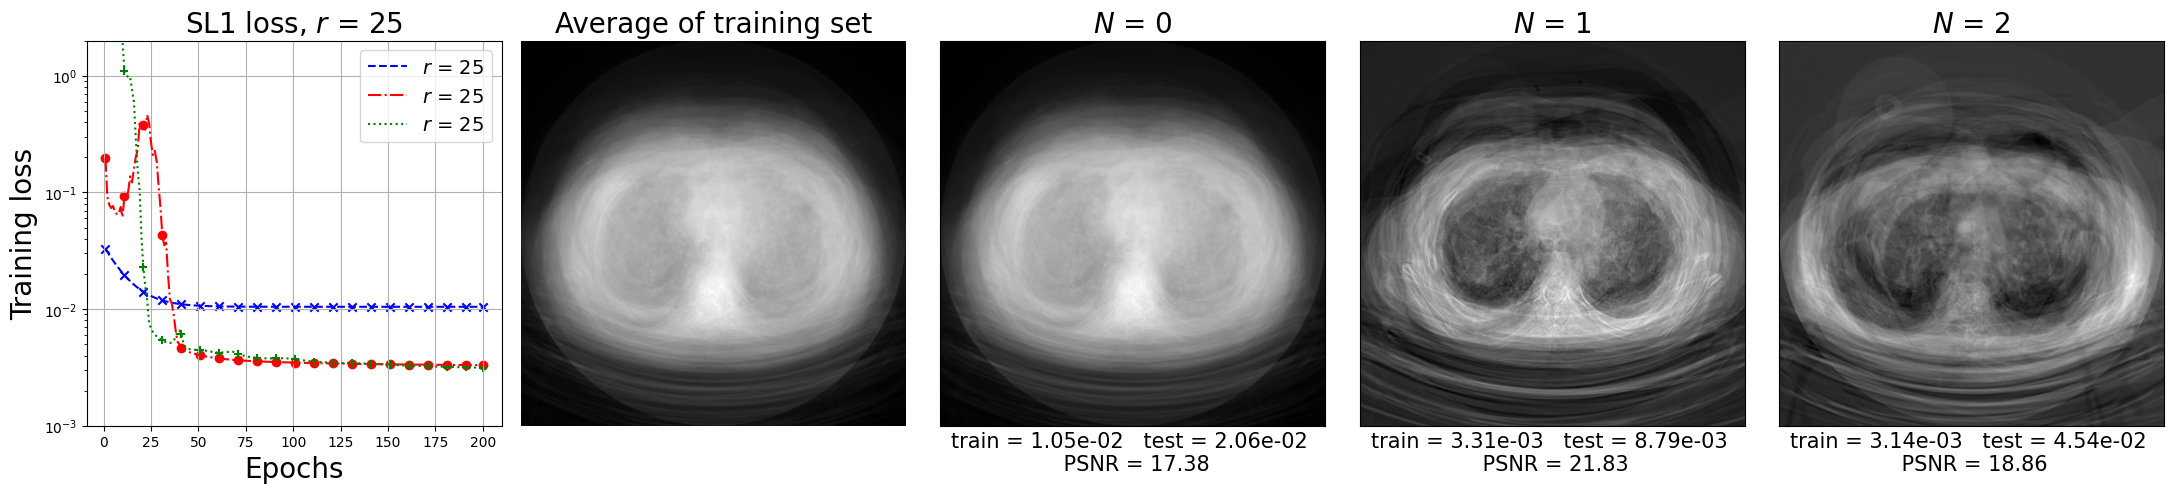 SL1 loss, r = 25
Training loss
10⁰
10⁻¹
10⁻²
10⁻³
r = 25
r = 25
r = 25
0 25 50 75 100 125 150 175 200
Epochs
Average of training set
N = 0
train = 1.05e-02 test = 2.06e-02
PSNR = 17.38
N = 1
train = 3.31e-03 test = 8.79e-03
PSNR = 21.83
N = 2
train = 3.14e-03 test = 4.54e-02
PSNR = 18.86